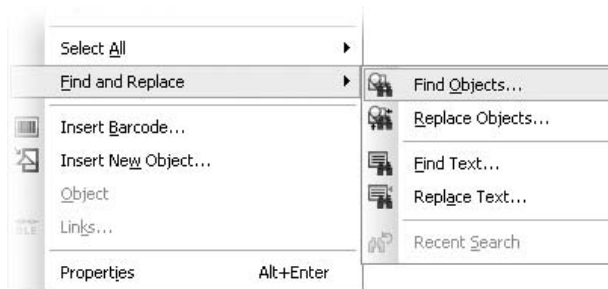 Select All
Find and Replace
Insert Barcode...
Insert New Object...
Object
Links...
Properties Alt+Enter
Find Objects...
Replace Objects...
Find Text...
Replace Text...
Recent Search